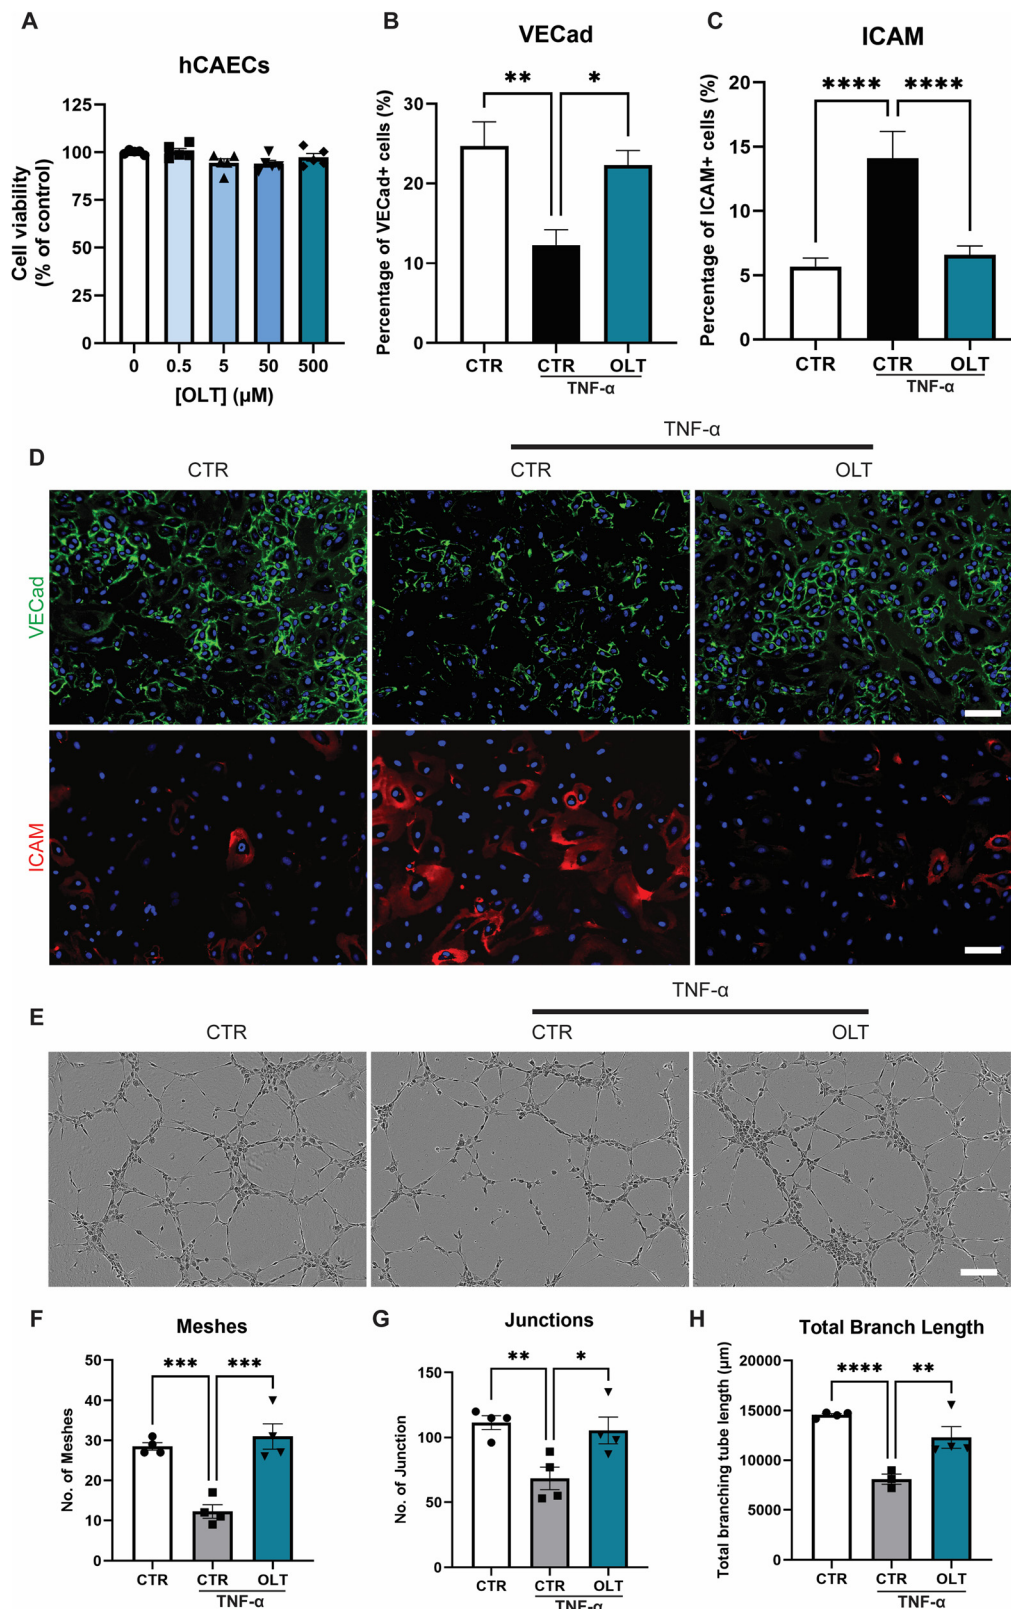 A
hCAECs
Cell viability
(% of control)
125
100
75
50
25
0
0 0.5 5 50 500
[OLT] (µM)
B
VECad
** *
Percentage of VECad+ cells (%)
30
20
10
0
CTR CTR OLT
TNF-α
C
ICAM
**** ****
Percentage of ICAM+ cells (%)
20
15
10
5
0
CTR CTR OLT
TNF-α
D
TNF-α
CTR CTR OLT
VECad
ICAM
E
TNF-α
CTR CTR OLT
F
Meshes
*** ***
No. of Meshes
50
40
30
20
10
0
CTR CTR OLT
TNF-α
G
Junctions
** *
No. of Junction
150
100
50
0
CTR CTR OLT
TNF-α
H
Total Branch Length
**** **
Total branching tube length (µm)
20000
15000
10000
5000
0
CTR CTR OLT
TNF-α